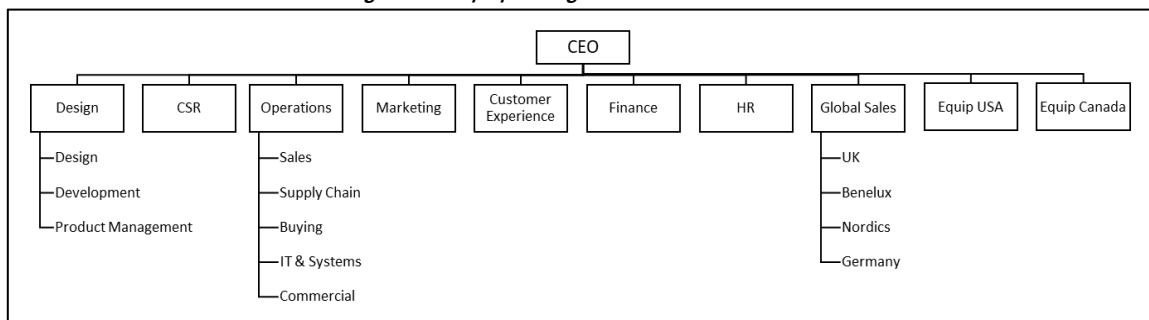 CEO
Design
CSR
Operations
Marketing
Customer
Experience
Finance
HR
Global Sales
Equip USA
Equip Canada
Design
Development
Product Management
Sales
Supply Chain
Buying
IT & Systems
Commercial
UK
Benelux
Nordics
Germany